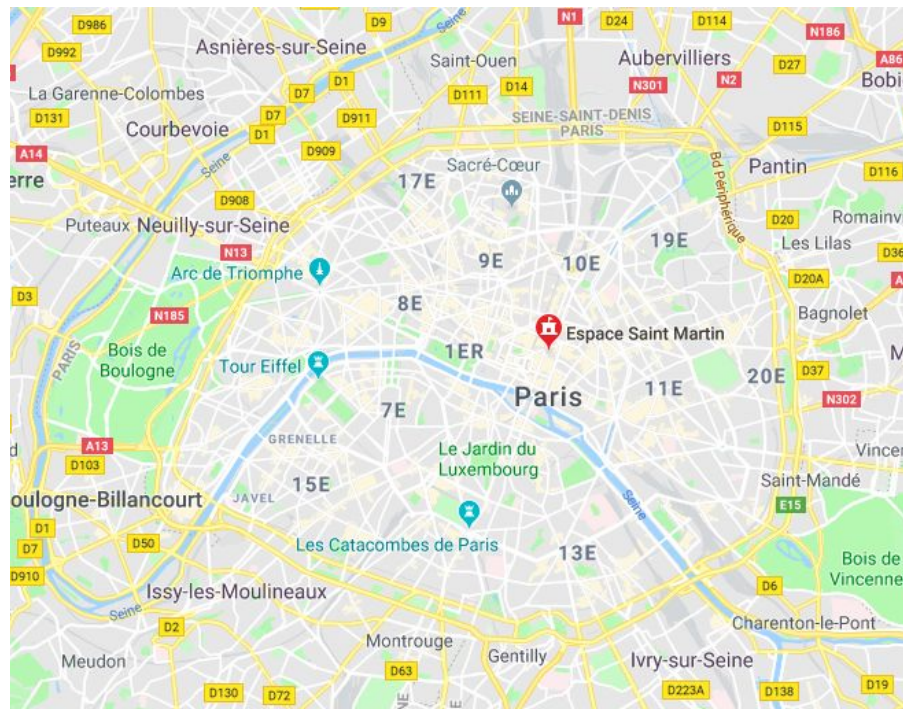 D986
D9
N1
D24
D114
N186
D992
Asnières-sur-Seine
Saint-Ouen
Aubervilliers
D27
A86
Bobi
D1
D7
D14
N301
N2
La Garenne-Colombes
D111
D131
D7
D911
SEINE-SAINT-DENIS
PARIS
D115
Courbevoie
D1
A14
D909
Seine
Sacré-Cœur
Bd Périphérique
Pantin
D116
erre
17E
D908
Puteaux
Neuilly-sur-Seine
D20
Romainv
Les Lilas
N13
19E
D36
Arc de Triomphe
9E
10E
D20A
D3
8E
N185
Bagnolet
PARIS
Bois de
Boulogne
Espace Saint Martin
1ER
M
Tour Eiffel
D37
20E
11E
Paris
N302
7E
GRENELLE
A13
Le Jardin du
Luxembourg
d
D103
Vincen
15E
Saint-Mandé
oulogne-Billancourt
JAVEL
Seine
E15
D1
D50
Les Catacombes de Paris
D7
13E
Bois de
Vincenne
D910
D6
Issy-les-Moulineaux
Seine
Charenton-le-Pont
D2
Montrouge
Gentilly
Ivry-sur-Seine
Meudon
D63
D130
D72
D223A
D138
D19